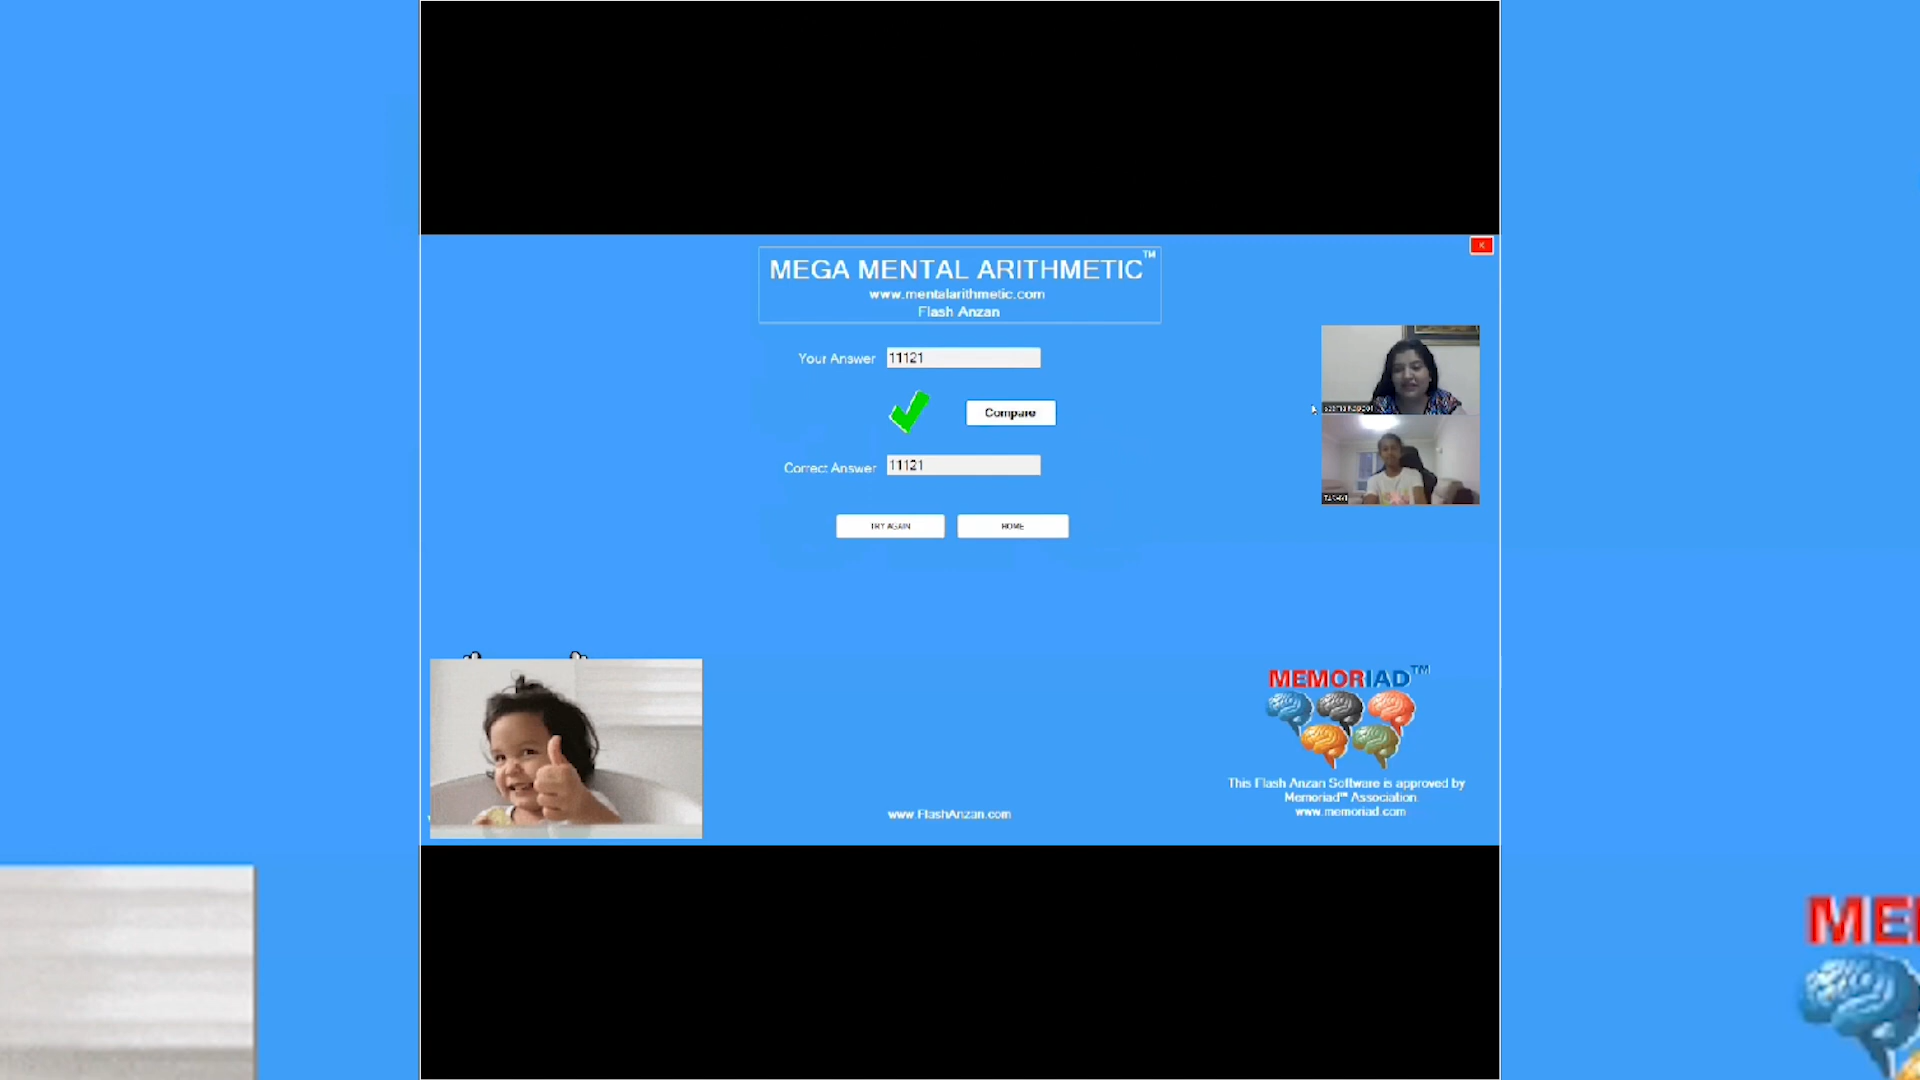 MEGA MENTAL ARITHMETIC™
www.mentalarithmetic.com
Flash Anzan
Your Answer 11121
Compare
Correct Answer 11121
TRY AGAIN HOME
MEMORIAD™
This Flash Anzan Software is approved by
Memoriad™ Association.
www.memoriad.com
www.FlashAnzan.com